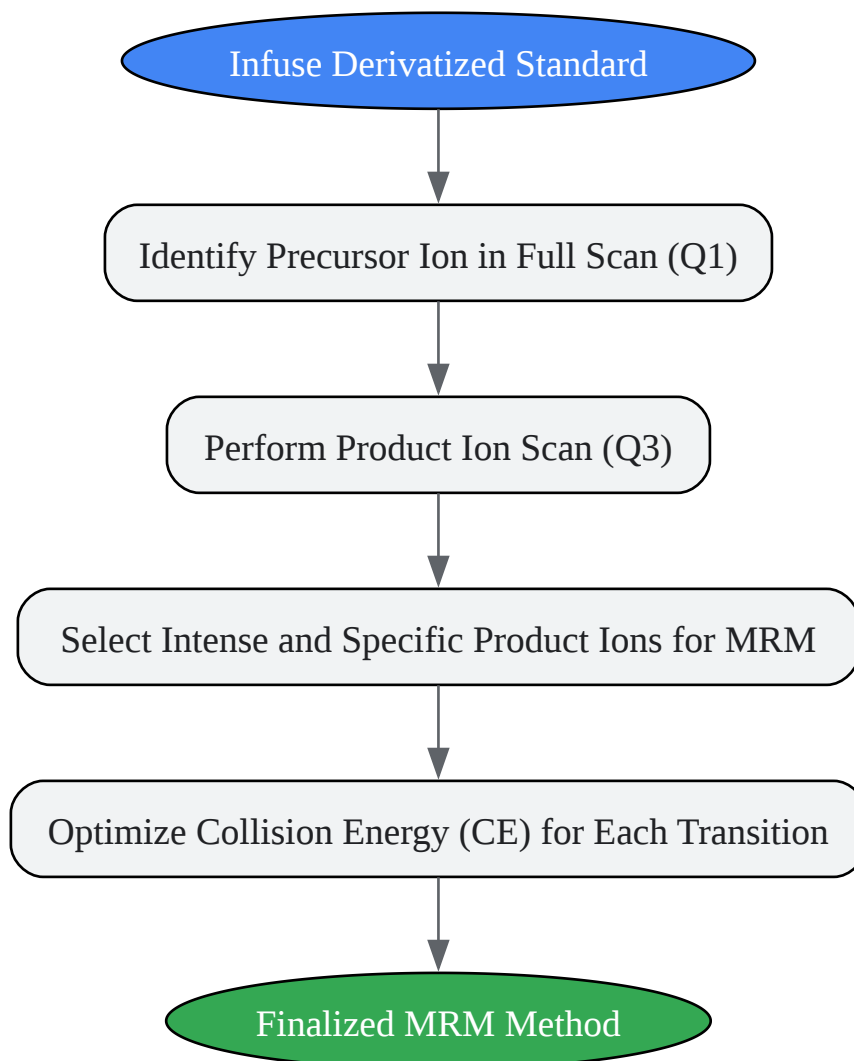 Infuse Derivatized Standard
Identify Precursor Ion in Full Scan (Q1)
Perform Product Ion Scan (Q3)
Select Intense and Specific Product Ions for MRM
Optimize Collision Energy (CE) for Each Transition
Finalized MRM Method